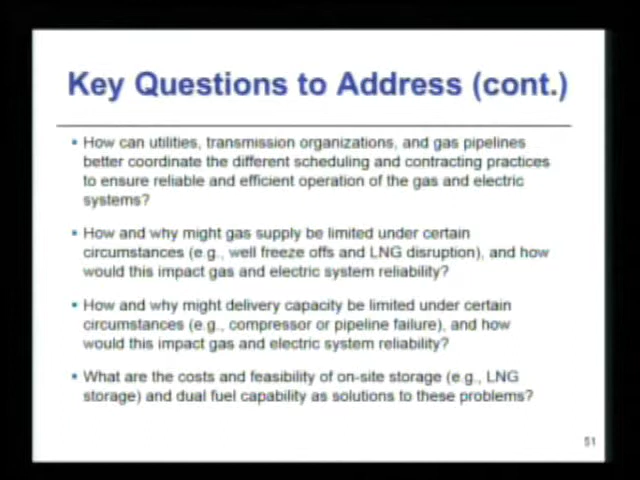 Key Questions to Address (cont.)
• How can utilities, transmission organizations, and gas pipelines
better coordinate the different scheduling and contracting practices
to ensure reliable and efficient operation of the gas and electric
systems?
• How and why might gas supply be limited under certain
circumstances (e.g., well freeze offs and LNG disruption), and how
would this impact gas and electric system reliability?
• How and why might delivery capacity be limited under certain
circumstances (e.g., compressor or pipeline failure), and how
would this impact gas and electric system reliability?
• What are the costs and feasibility of on-site storage (e.g., LNG
storage) and dual fuel capability as solutions to these problems?
51